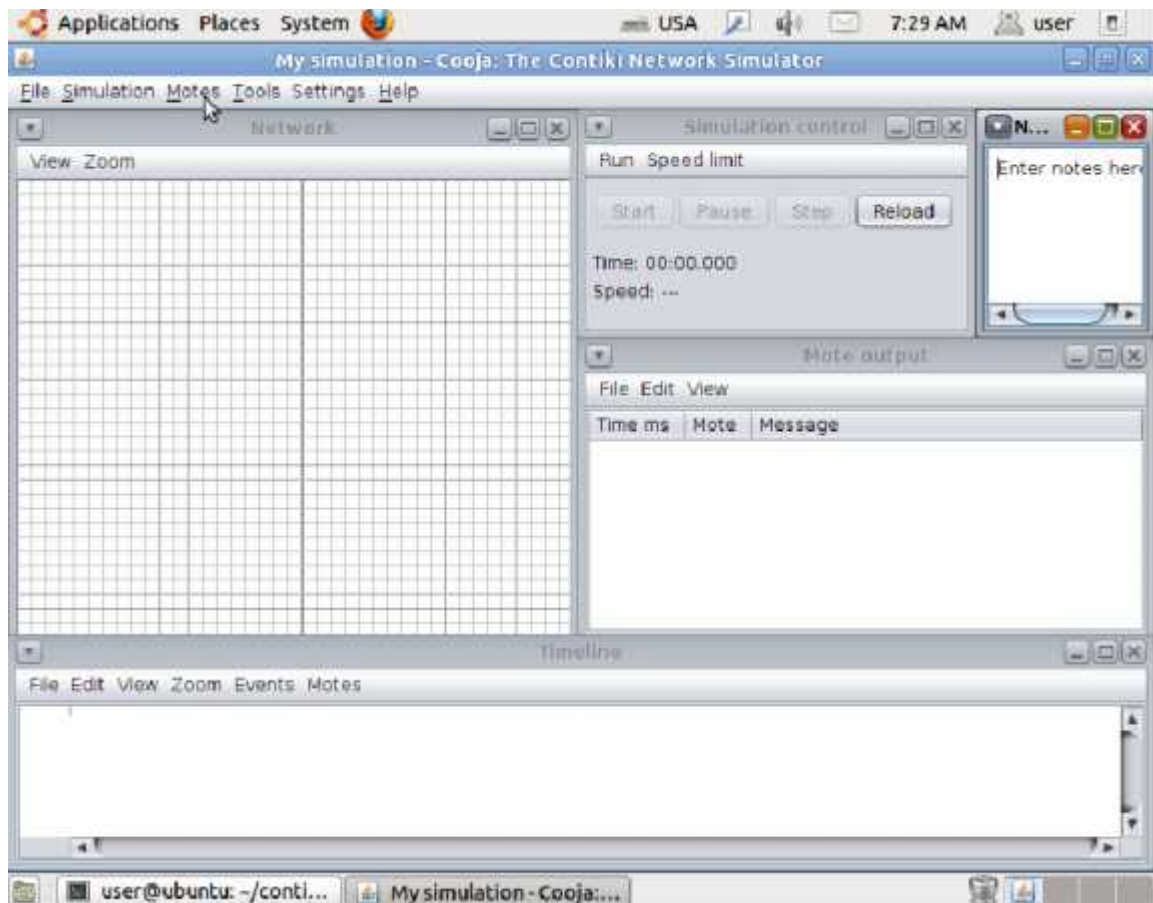 Applications Places System USA 7:29 AM user
My simulation - Cooja: The Contiki Network Simulator
File Simulation Motes Tools Settings Help
Network
View Zoom
Simulation control
Run Speed limit
Start Pause Step Reload
Time: 00:00.000
Speed: ---
N...
Enter notes here
Mote output
File Edit View
Time ms Mote Message
Timeline
File Edit View Zoom Events Motes
user@ubuntu: ~/conti... My simulation - Cooja:...